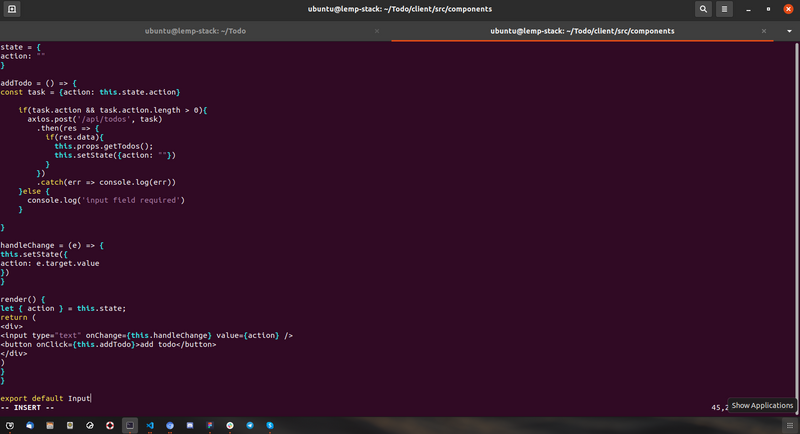 ubuntu@lemp-stack: ~/Todo/client/src/components
ubuntu@lemp-stack: ~/Todo
ubuntu@lemp-stack: ~/Todo/client/src/components
state = {
action: ""
}
addTodo = () => {
const task = {action: this.state.action}
if(task.action && task.action.length > 0){
axios.post('/api/todos', task)
.then(res => {
if(res.data){
this.props.getTodos();
this.setState({action: ""})
}
})
.catch(err => console.log(err))
}else {
console.log('input field required')
}
}
handleChange = (e) => {
this.setState({
action: e.target.value
})
}
render() {
let { action } = this.state;
return (
<div>
<input type="text" onChange={this.handleChange} value={action} />
<button onClick={this.addTodo}>add todo</button>
</div>
)
}
}
export default Input
-- INSERT --
45,2
Show Applications